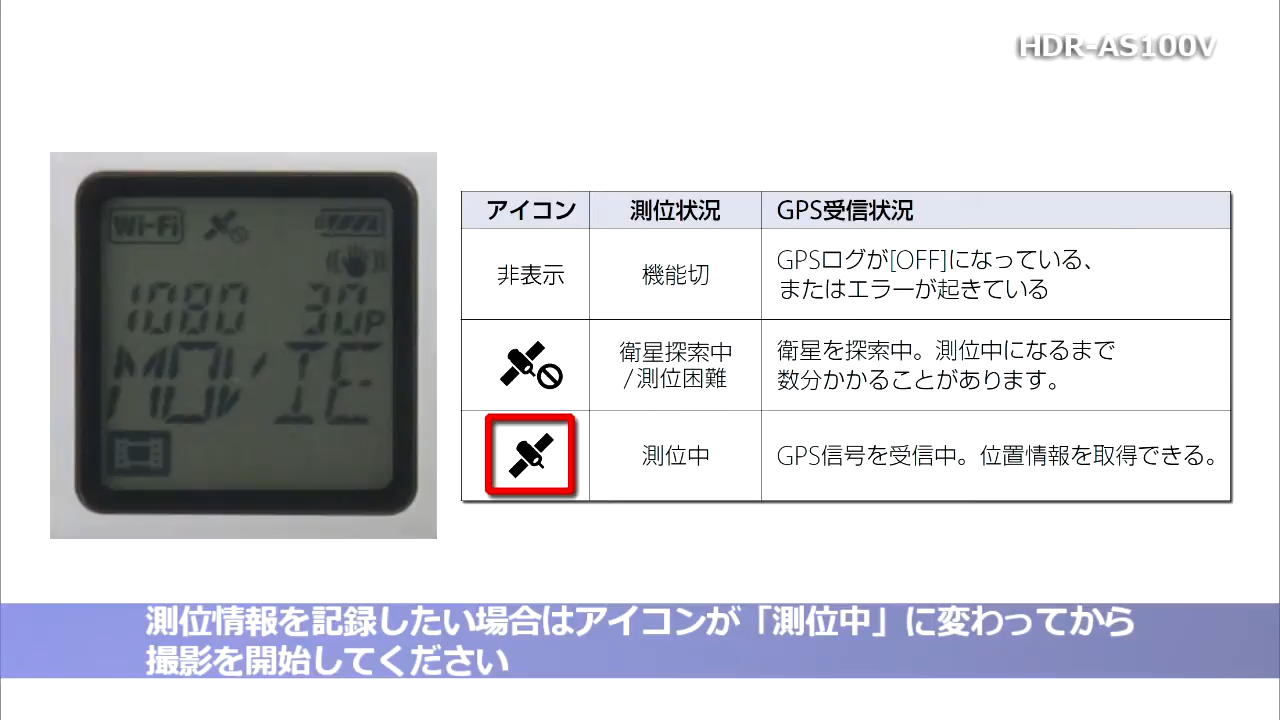 HDR-AS100V
Wi-Fi
1080 30P
MOVIE
アイコン 測位状況 GPS受信状況
非表示 機能切 GPSログが[OFF]になっている、
またはエラーが起きている
衛星探索中
/測位困難
衛星を探索中。測位中になるまで
数分かかることがあります。
測位中 GPS信号を受信中。位置情報を取得できる。
測位情報を記録したい場合はアイコンが「測位中」に変わってから
撮影を開始してください